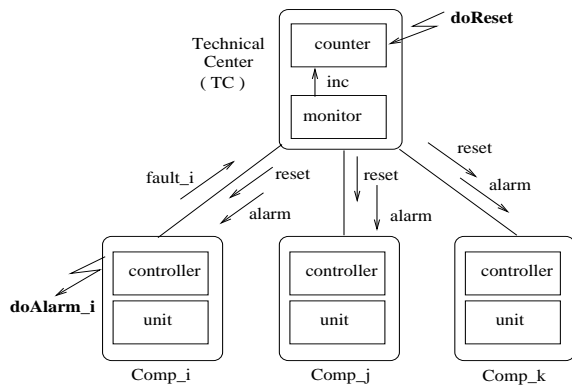 doReset
Technical
Center
( TC )
counter
inc
monitor
fault_i
reset
alarm
reset
alarm
reset
alarm
doAlarm_i
controller
unit
Comp_i
controller
unit
Comp_j
controller
unit
Comp_k